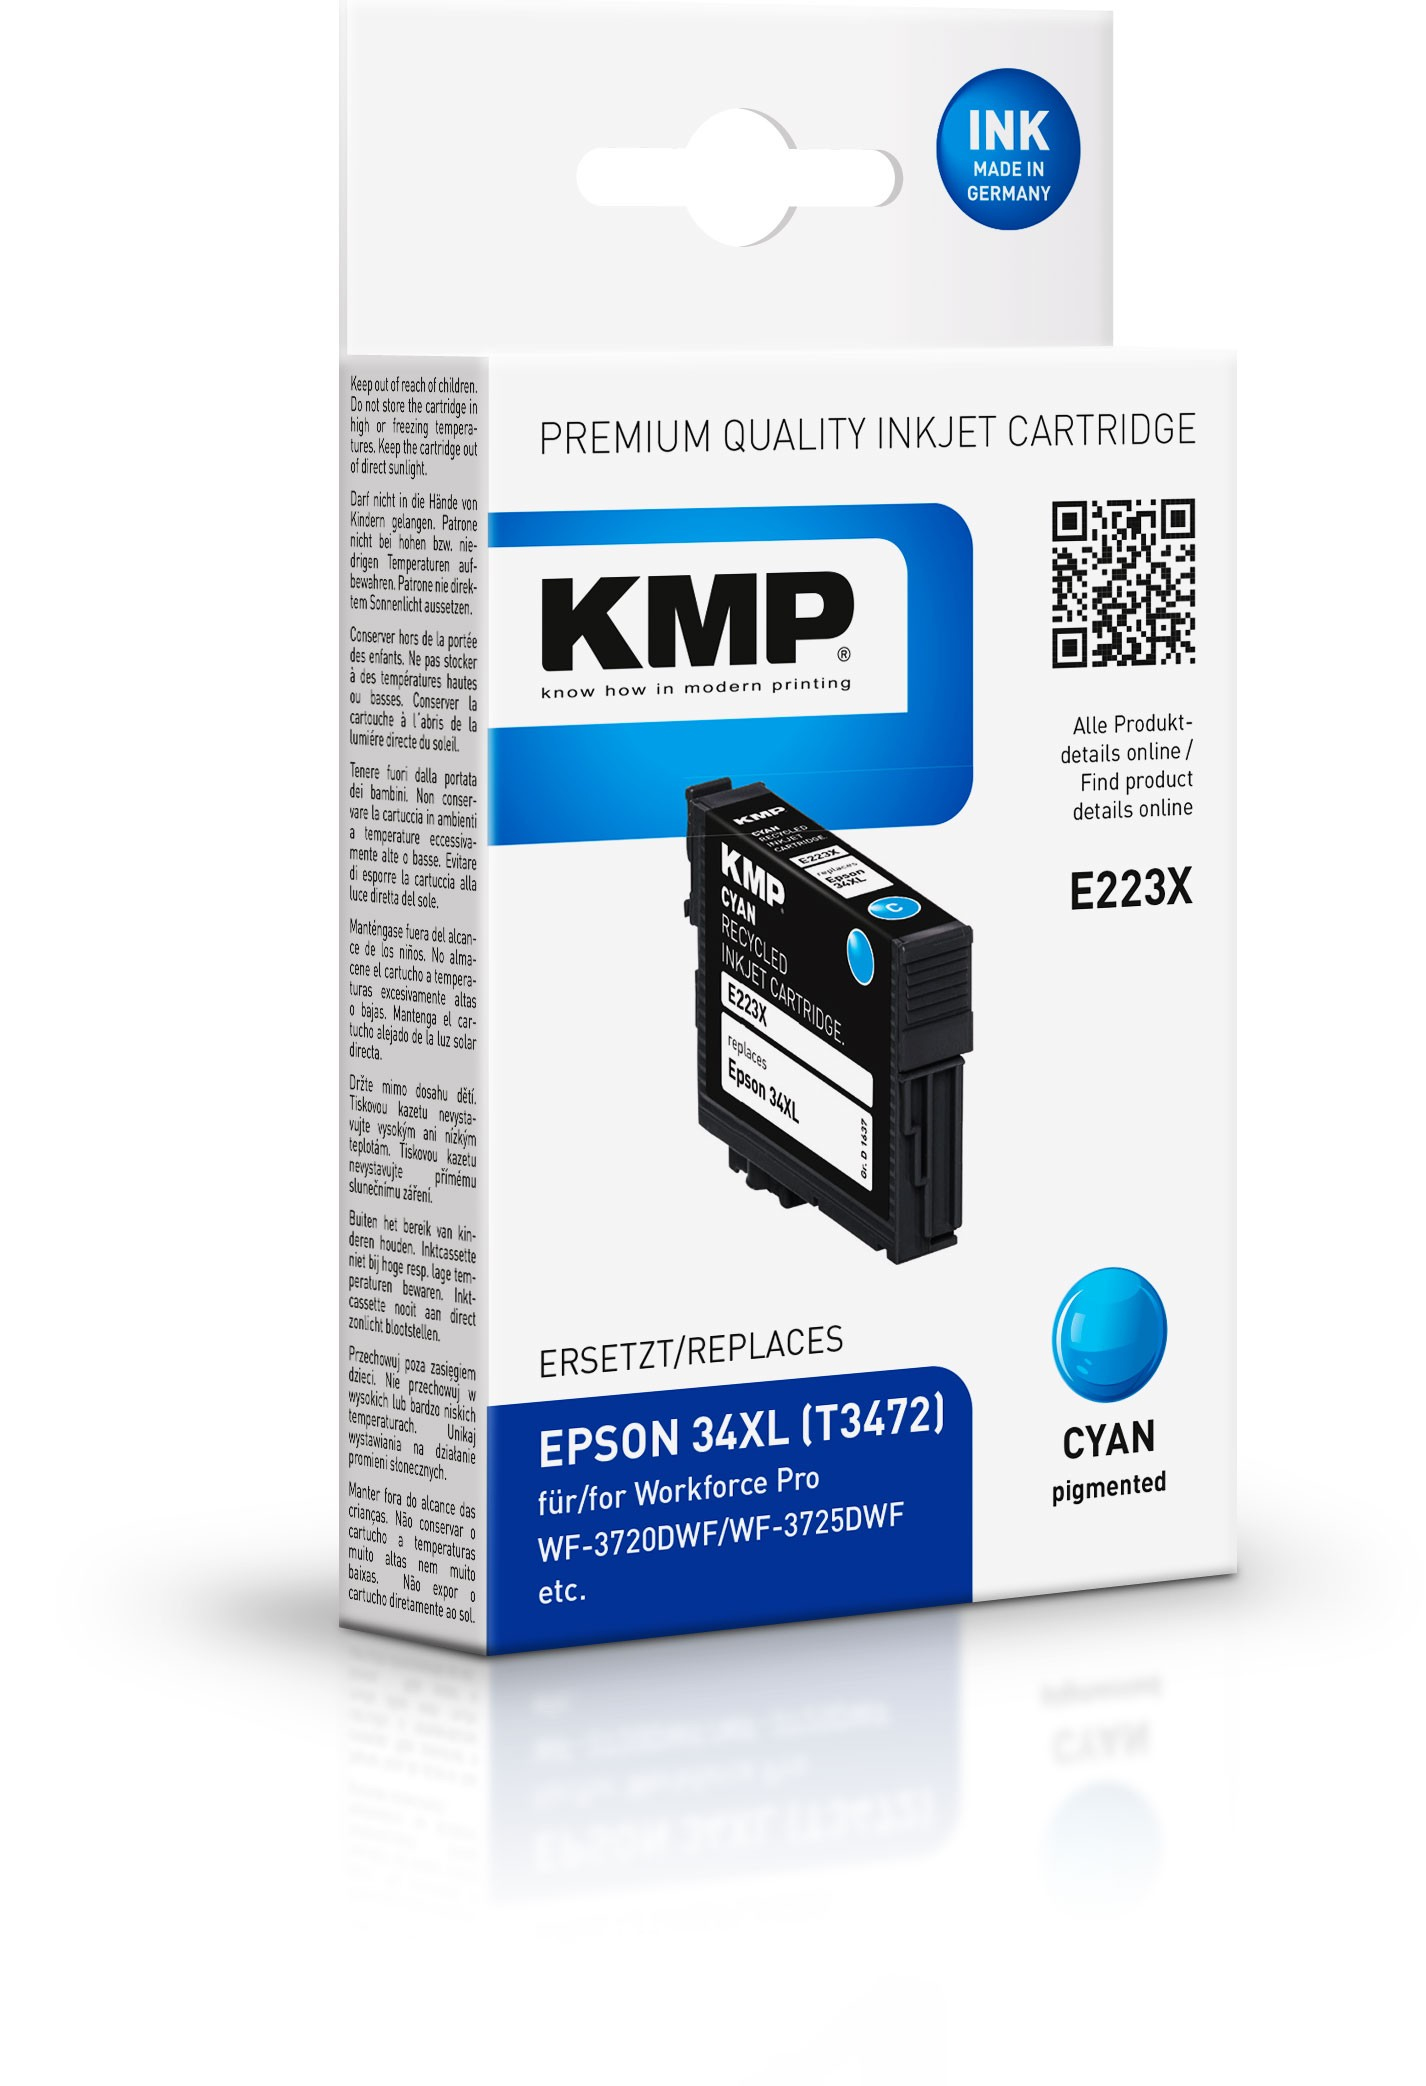 INK
MADE IN
GERMANY
PREMIUM QUALITY INKJET CARTRIDGE
KMP®
know how in modern printing
Alle Produkt-
details online /
Find product
details online
E223X
KMP
CYAN
RECYCLED
INKJET
CARTRIDGE.
E223X
replaces
Epson
34XL
C
KMP
CYAN
RECYCLED
INKJET CARTRIDGE.
E223X
replaces
Epson 34XL
Gr. D 1637
ERSETZT/REPLACES
EPSON 34XL (T3472)
für/for Workforce Pro
WF-3720DWF/WF-3725DWF
etc.
CYAN
pigmented
Keep out of reach of children.
Do not store the cartridge in
high or freezing tempera-
tures. Keep the cartridge out
of direct sunlight.
Darf nicht in die Hände von
Kindern gelangen. Patrone
nicht bei hohen bzw. nie-
drigen Temperaturen auf-
bewahren. Patrone nie direk-
tem Sonnenlicht aussetzen.
Conserver hors de la portée
des enfants. Ne pas stocker
à des températures hautes
ou basses. Conserver la
cartouche à l´abris de la
lumiére directe du soleil.
Tenere fuori dalla portata
dei bambini. Non conser-
vare la cartuccia in ambienti
a temperature eccessiva-
mente alte o basse. Evitare
di esporre la cartuccia alla
luce diretta del sole.
Manténgase fuera del alcan-
ce de los niños. No alma-
cene el cartucho a tempera-
turas excesivamente altas
o bajas. Mantenga el car-
tucho alejado de la luz solar
directa.
Držte mimo dosahu dětí.
Tiskovou kazetu nevysta-
vujte vysokým ani nízkým
teplotám. Tiskovou kazetu
nevystavujte přímému
slunečnímu záření.
Buiten het bereik van kin-
deren houden. Inktcassette
niet bij hoge resp. lage tem-
peraturen bewaren. Inkt-
cassette nooit aan direct
zonlicht blootstellen.
Przechowuj poza zasięgiem
dzieci. Nie przechowuj w
wysokich lub bardzo niskich
temperaturach. Unikaj
wystawiania na działanie
promieni słonecznych.
Manter fora do alcance das
crianças. Não conservar o
cartucho a temperaturas
muito altas nem muito
baixas. Não expor o
cartucho diretamente ao sol.